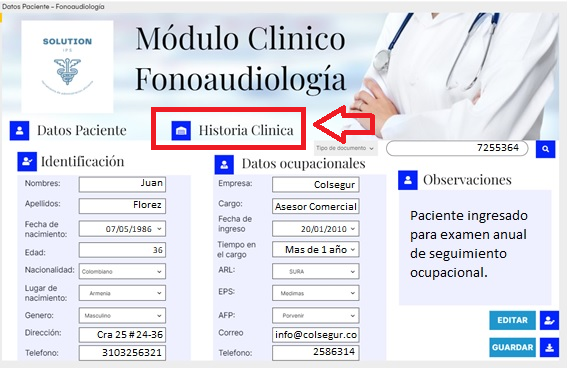 Datos Paciente - Fonoaudiología
SOLUTION
IPS
Módulo Clinico
Fonoaudiología
Datos Paciente
Historia Clinica
Tipo de documento
7255364
Identificación
Nombres: Juan
Apellidos: Florez
Fecha de
nacimiento: 07/05/1986
Edad: 36
Nacionalidad: Colombiano
Lugar de
nacimiento: Armenia
Genero: Masculino
Dirección: Cra 25 # 24-36
Telefono: 3103256321
Datos ocupacionales
Empresa: Colsegur
Cargo: Asesor Comercial
Fecha de
ingreso 20/01/2010
Tiempo en
el cargo Mas de 1 año
ARL: SURA
EPS: Medimas
AFP: Porvenir
Correo info@colsegur.co
Telefono: 2586314
Observaciones
Paciente ingresado
para examen anual
de seguimiento
ocupacional.
EDITAR
GUARDAR